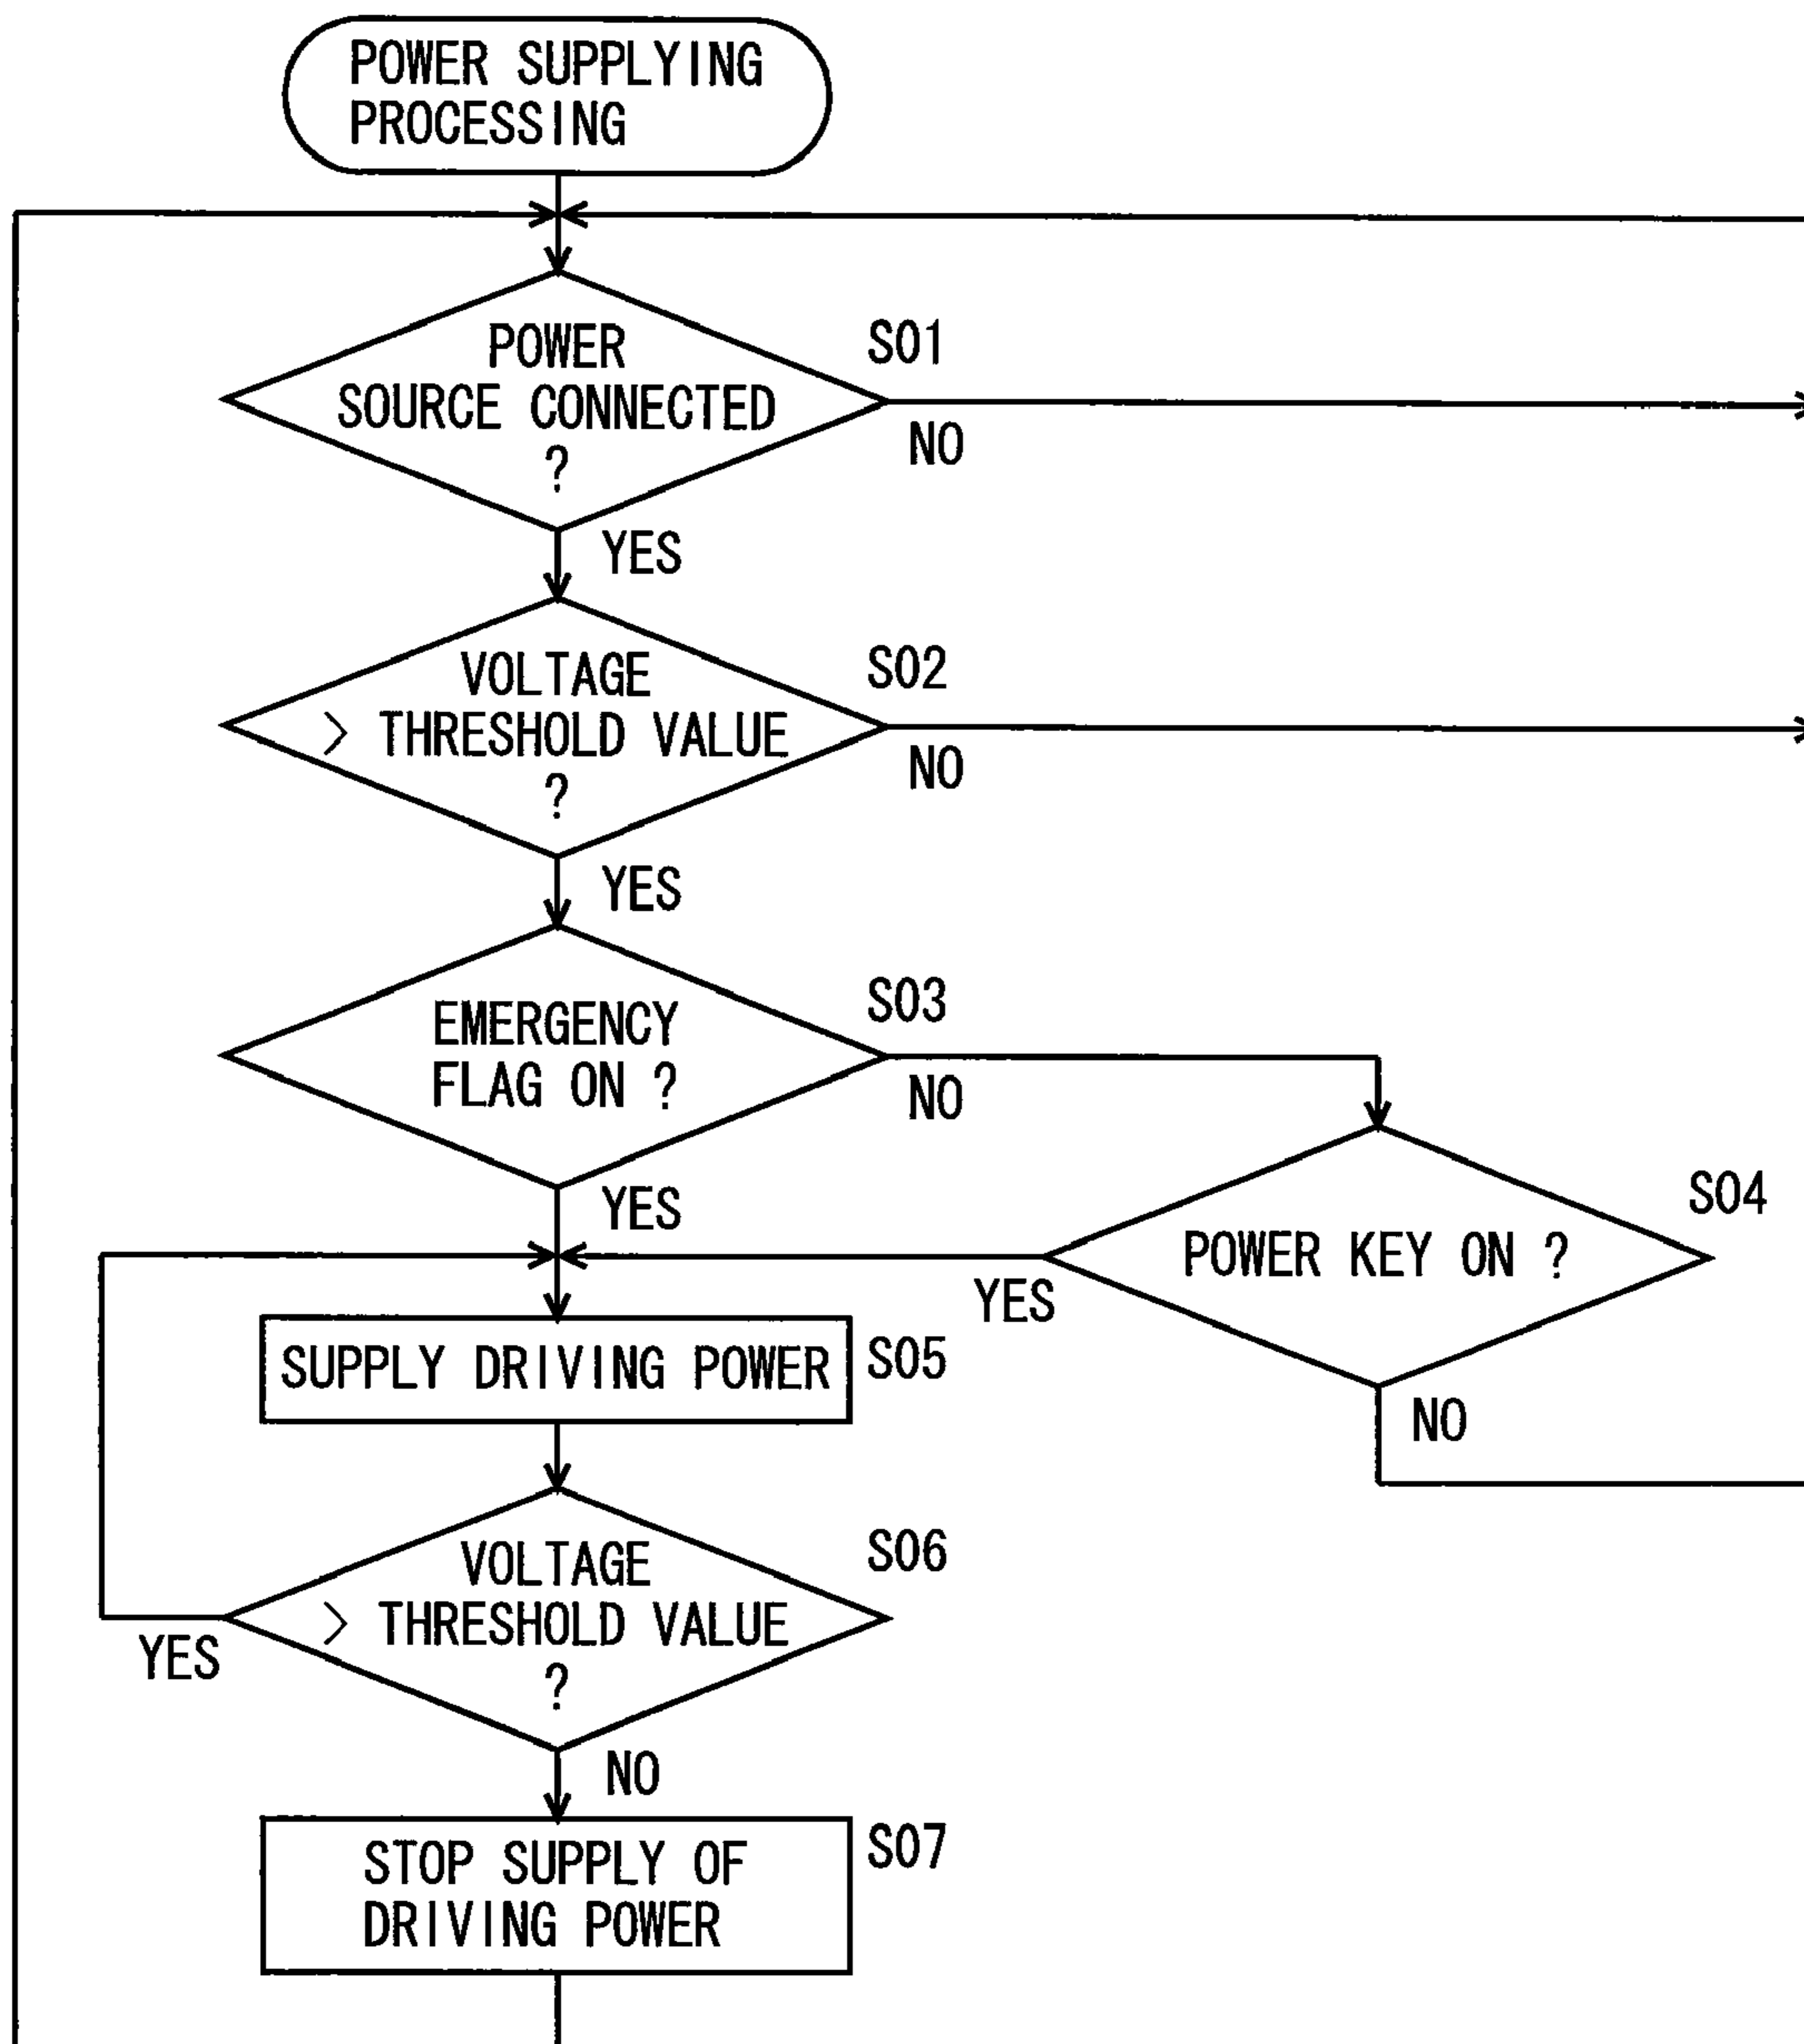 POWER SUPPLYING
PROCESSING
POWER
SOURCE CONNECTED
?
S01
NO
YES
VOLTAGE
> THRESHOLD VALUE
?
S02
NO
YES
EMERGENCY
FLAG ON ?
S03
NO
YES
POWER KEY ON ?
S04
YES
NO
SUPPLY DRIVING POWER
S05
VOLTAGE
> THRESHOLD VALUE
?
S06
YES
NO
STOP SUPPLY OF
DRIVING POWER
S07